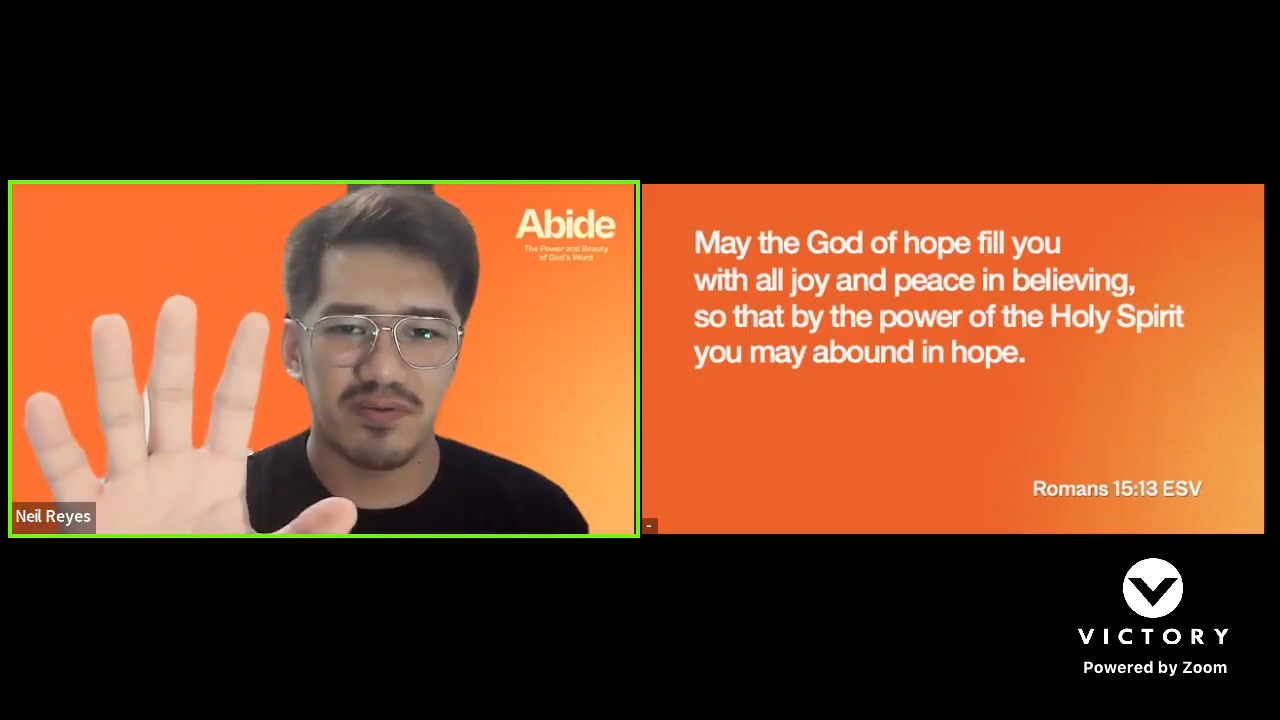 Abide
The Power and Beauty
of God's Word
Neil Reyes
May the God of hope fill you
with all joy and peace in believing,
so that by the power of the Holy Spirit
you may abound in hope.
Romans 15:13 ESV
-
VICTORY
Powered by Zoom